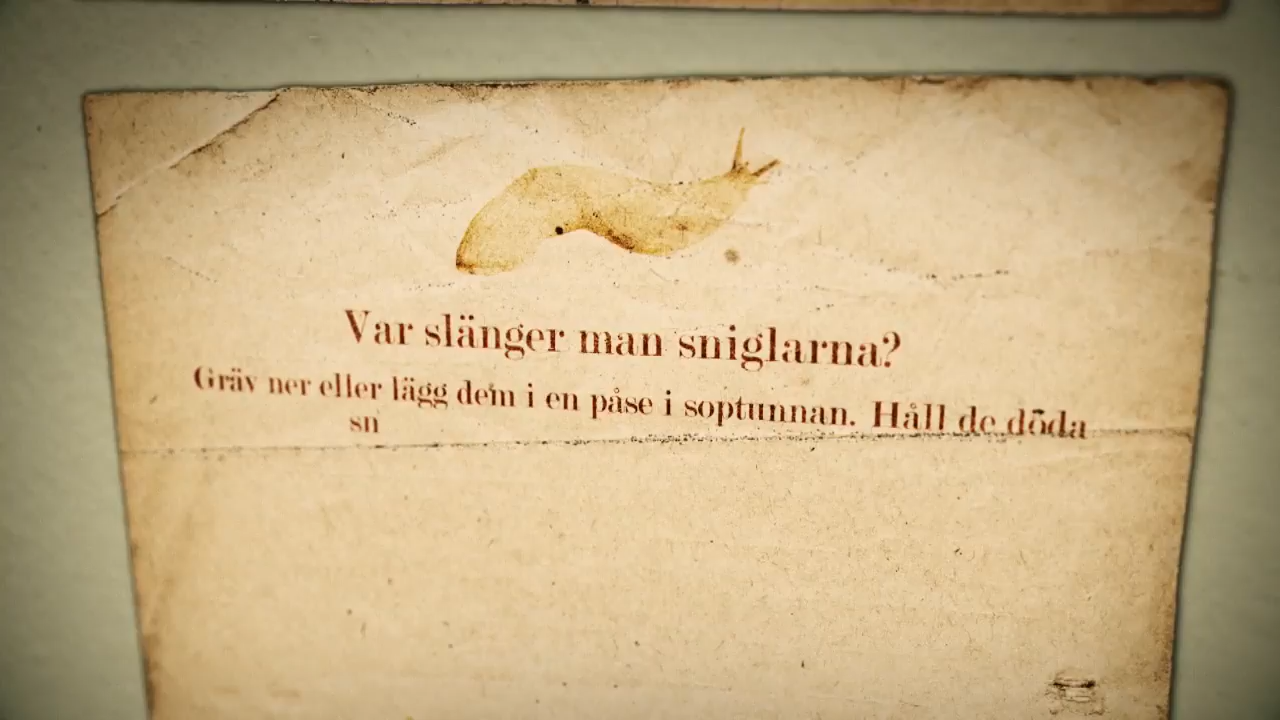 Var slänger man sniglarna?
Gräv ner eller lägg dem i en påse i soptunnan. Håll de döda
sn